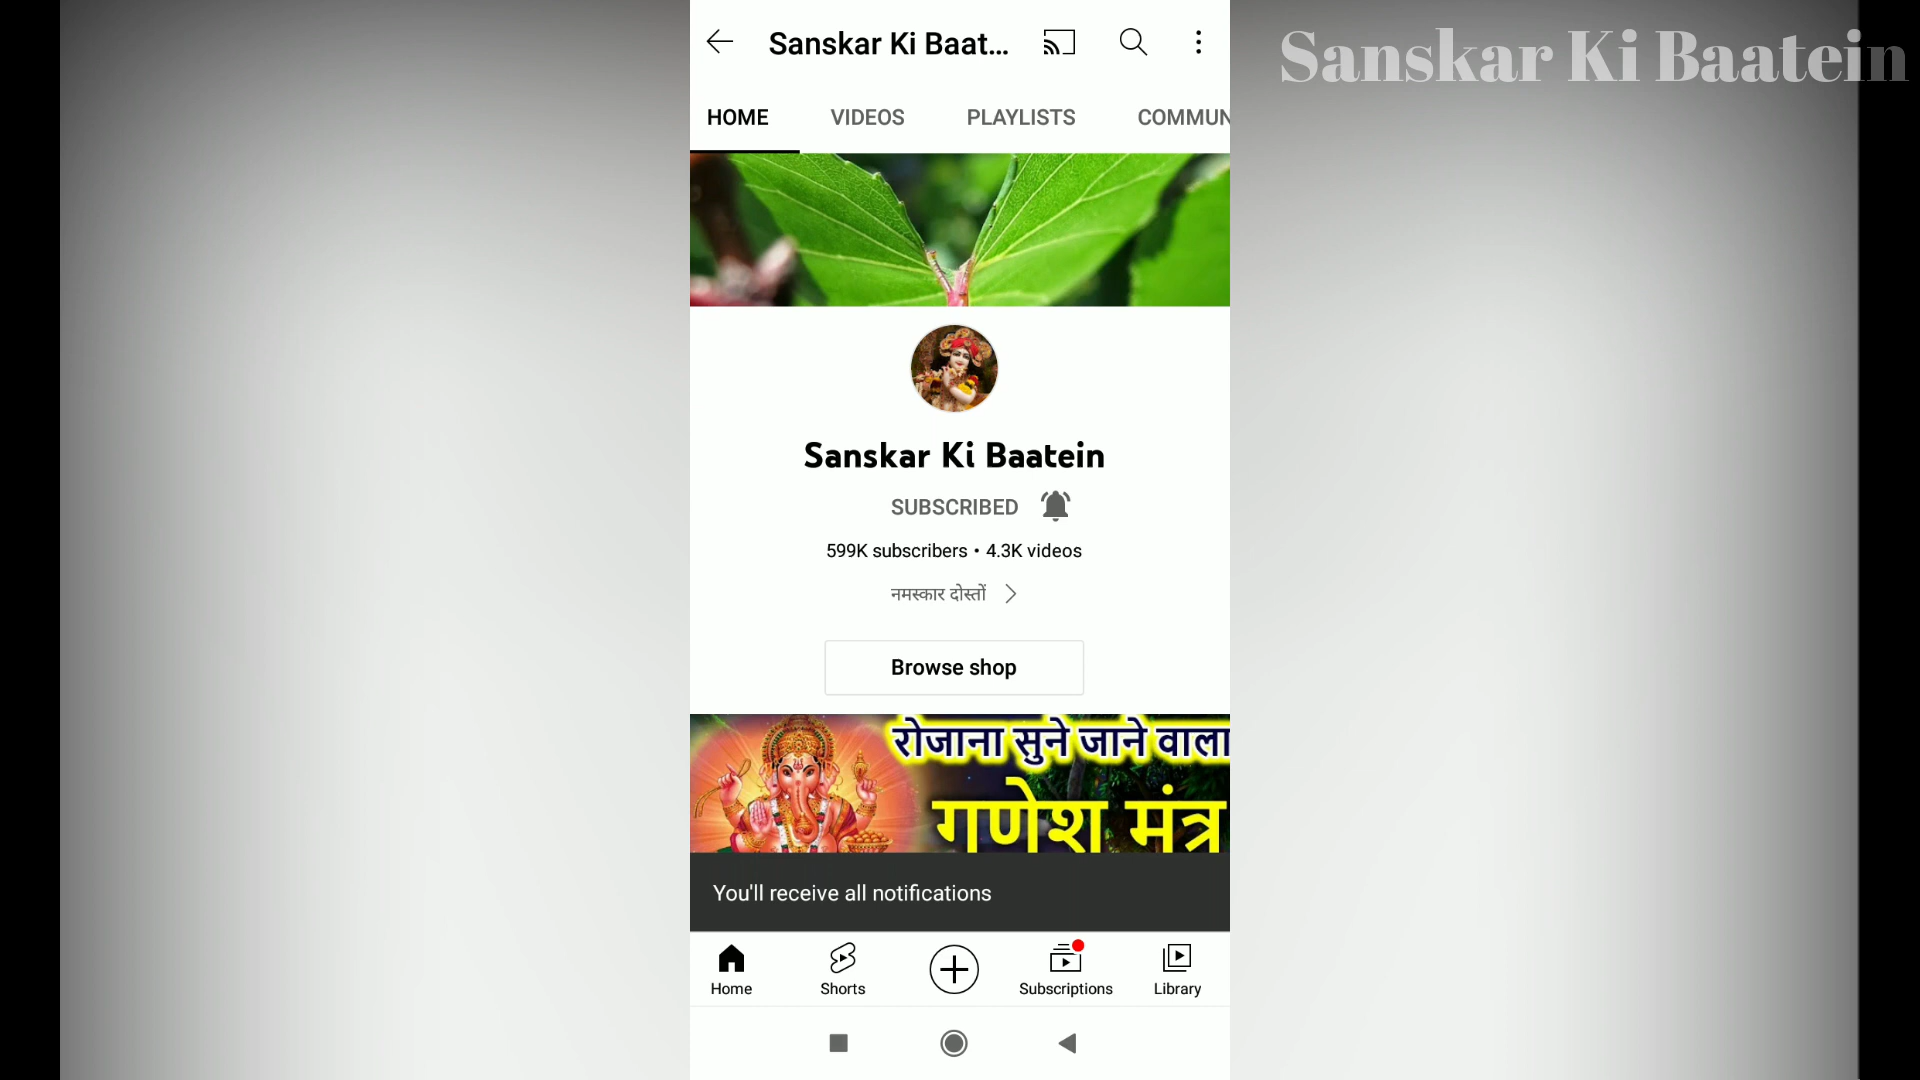 Sanskar Ki Baat...
Sanskar Ki Baatein
HOME VIDEOS PLAYLISTS COMMUN
Sanskar Ki Baatein
SUBSCRIBED
599K subscribers • 4.3K videos
नमस्कार दोस्तों
Browse shop
रोजाना सुने जाने वाला
गणेश मंत्र
You'll receive all notifications
Home Shorts Subscriptions Library